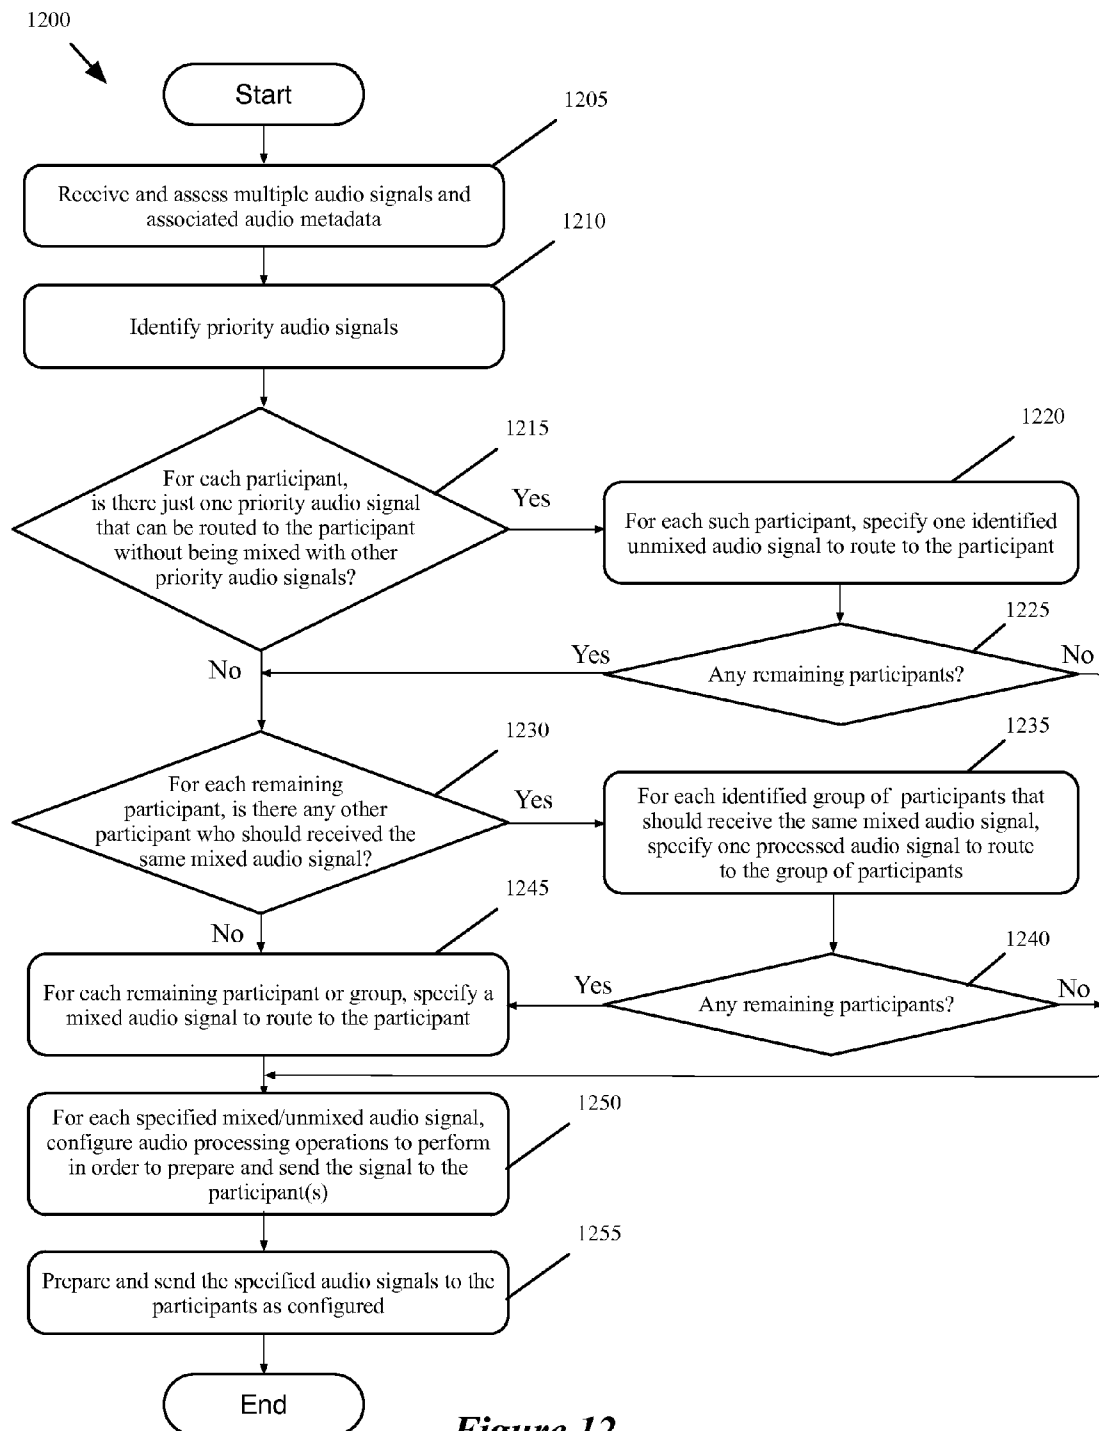 1200
Start
1205
Receive and assess multiple audio signals and
associated audio metadata
1210
Identify priority audio signals
1215
For each participant,
is there just one priority audio signal
that can be routed to the participant
without being mixed with other
priority audio signals?
Yes
1220
For each such participant, specify one identified
unmixed audio signal to route to the participant
1225
Any remaining participants?
Yes
No
No
1230
For each remaining
participant, is there any other
participant who should received the
same mixed audio signal?
Yes
1235
For each identified group of participants that
should receive the same mixed audio signal,
specify one processed audio signal to route
to the group of participants
No
1240
Any remaining participants?
Yes
No
1245
For each remaining participant or group, specify a
mixed audio signal to route to the participant
1250
For each specified mixed/unmixed audio signal,
configure audio processing operations to perform
in order to prepare and send the signal to the
participant(s)
1255
Prepare and send the specified audio signals to the
participants as configured
End
Figure 12